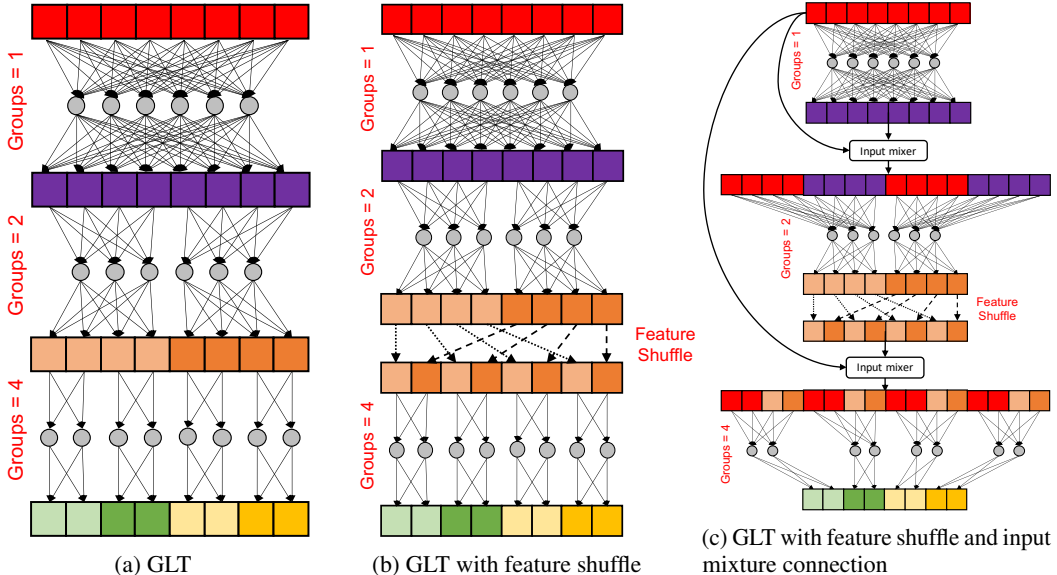 Groups = 1
Groups = 2
Groups = 4
(a) GLT
Groups = 1
Groups = 2
Feature
Shuffle
Groups = 4
(b) GLT with feature shuffle
Groups = 1
Input mixer
Groups = 2
Feature
Shuffle
Input mixer
Groups = 4
(c) GLT with feature shuffle and input
mixture connection